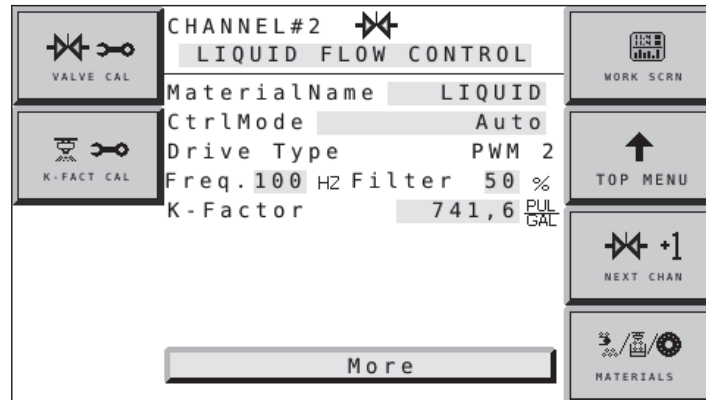 VALVE CAL
K-FACT CAL
CHANNEL#2
LIQUID FLOW CONTROL
MaterialName LIQUID
CtrlMode Auto
Drive Type PWM 2
Freq. 100 HZ Filter 50 %
K-Factor 741,6 PUL/GAL
More
WORK SCRN
TOP MENU
+1
NEXT CHAN
MATERIALS